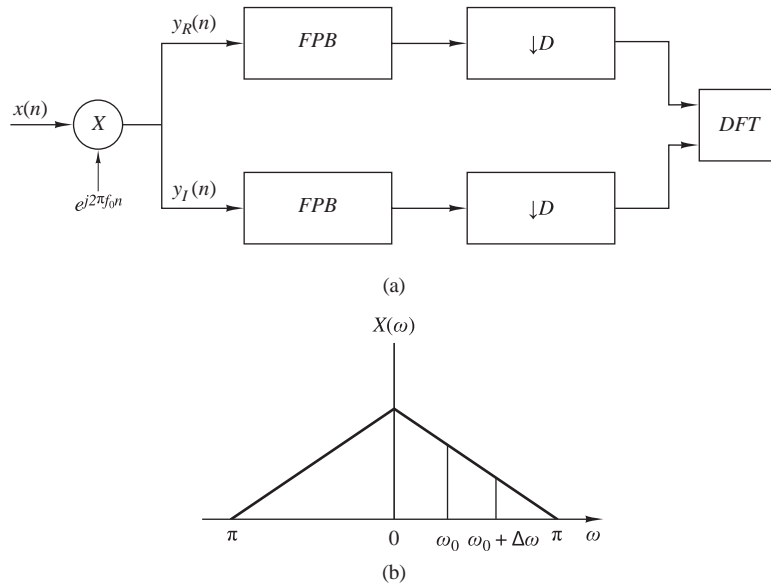 y_R(n)
FPB
↓D
x(n)
X
DFT
e^{j2πf_0n}
y_I(n)
FPB
↓D
(a)
X(ω)
π
0
ω_0
ω_0 + Δω
π
ω
(b)